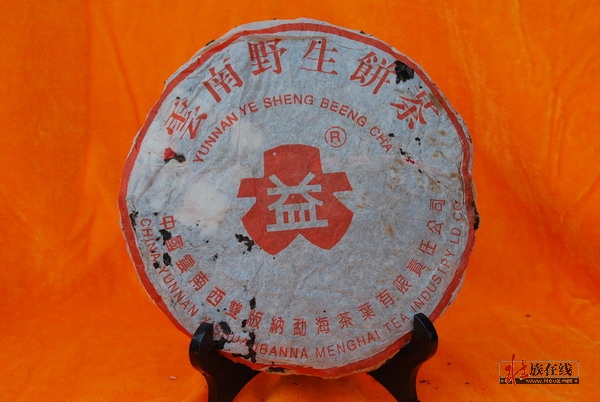 雲南野生餅茶
YUNNAN YE SHENG BEENG CHA
®
益
中國雲南西雙版納勐海茶葉有限責任公司
CHINA YUNNAN BANNA MENGHAI TEA INDUSTRY LD CO
族在线